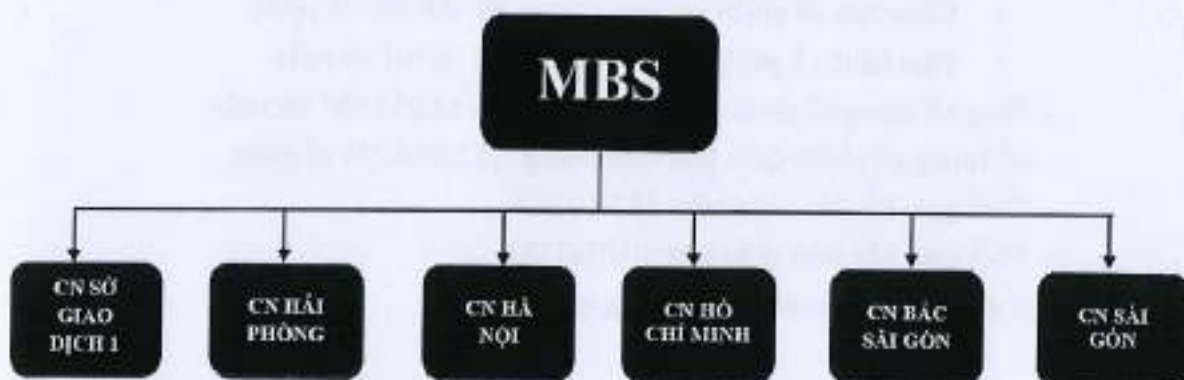 MBS
CN SỞ
GIAO
DỊCH 1
CN HẢI
PHÒNG
CN HÀ
NỘI
CN HỒ
CHÍ MINH
CN BẮC
SÀI GÒN
CN SÀI
GÒN